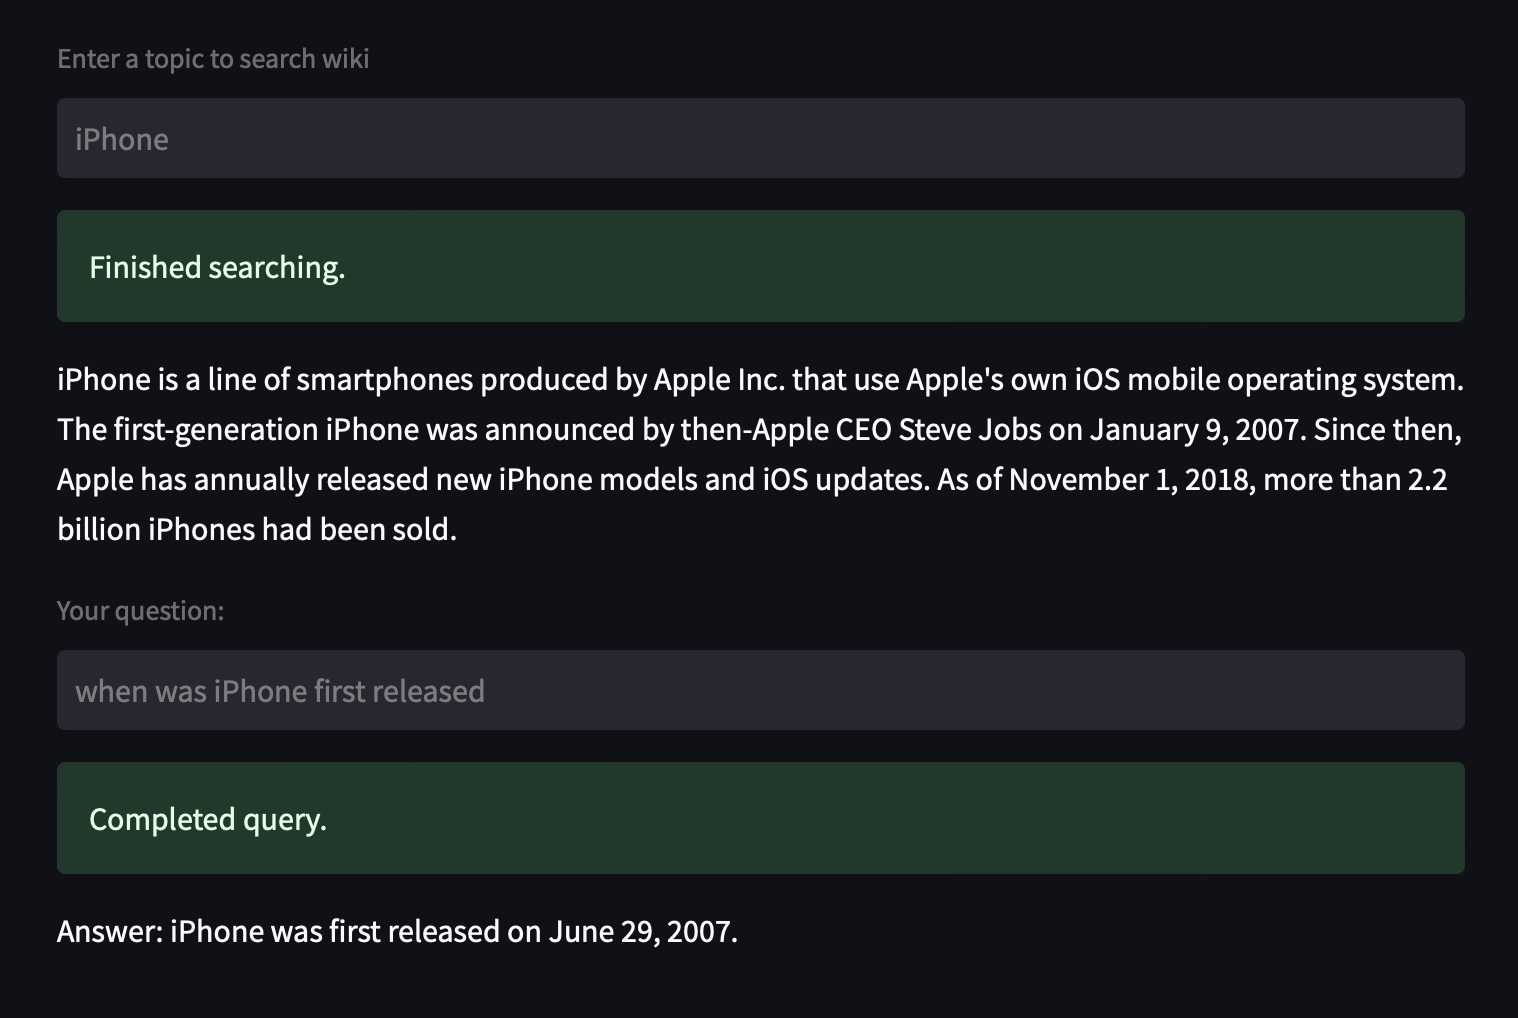 Enter a topic to search wiki
iPhone
Finished searching.
iPhone is a line of smartphones produced by Apple Inc. that use Apple's own iOS mobile operating system.
The first-generation iPhone was announced by then-Apple CEO Steve Jobs on January 9, 2007. Since then,
Apple has annually released new iPhone models and iOS updates. As of November 1, 2018, more than 2.2
billion iPhones had been sold.
Your question:
when was iPhone first released
Completed query.
Answer: iPhone was first released on June 29, 2007.